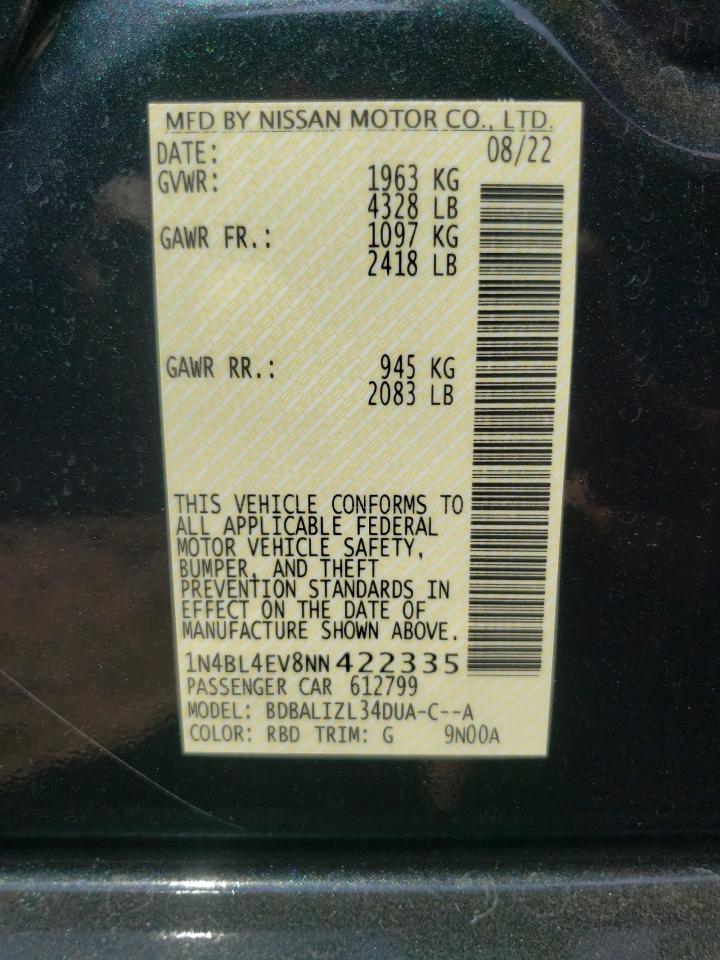 MFD BY NISSAN MOTOR CO., LTD.
DATE: 08/22
GVWR: 1963 KG
4328 LB
GAWR FR.: 1097 KG
2418 LB
GAWR RR.: 945 KG
2083 LB
THIS VEHICLE CONFORMS TO
ALL APPLICABLE FEDERAL
MOTOR VEHICLE SAFETY,
BUMPER, AND THEFT
PREVENTION STANDARDS IN
EFFECT ON THE DATE OF
MANUFACTURE SHOWN ABOVE.
1N4BL4EV8NN422335
PASSENGER CAR 612799
MODEL: BDBALIZL34DUA-C--A
COLOR: RBD TRIM: G 9N00A